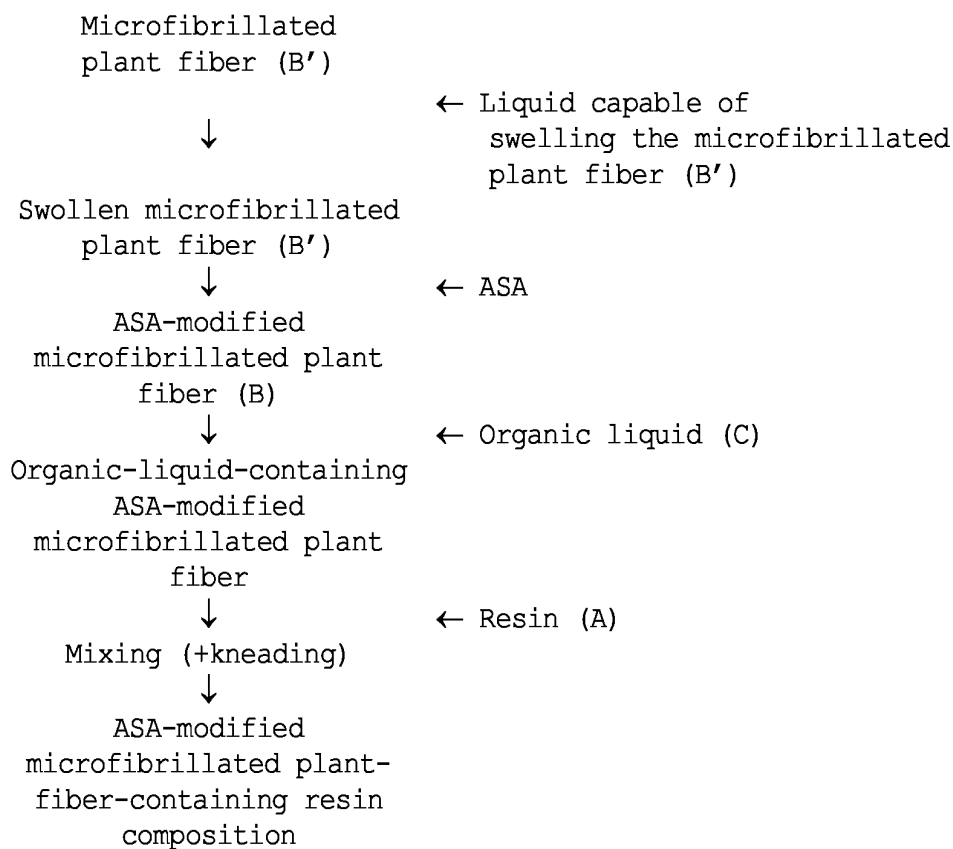 Microfibrillated
plant fiber (B′)
← Liquid capable of
swelling the microfibrillated
plant fiber (B′)
↓
Swollen microfibrillated
plant fiber (B′)
↓
← ASA
ASA-modified
microfibrillated plant
fiber (B)
↓
← Organic liquid (C)
Organic-liquid-containing
ASA-modified
microfibrillated plant
fiber
↓
← Resin (A)
Mixing (+kneading)
↓
ASA-modified
microfibrillated plant-
fiber-containing resin
composition